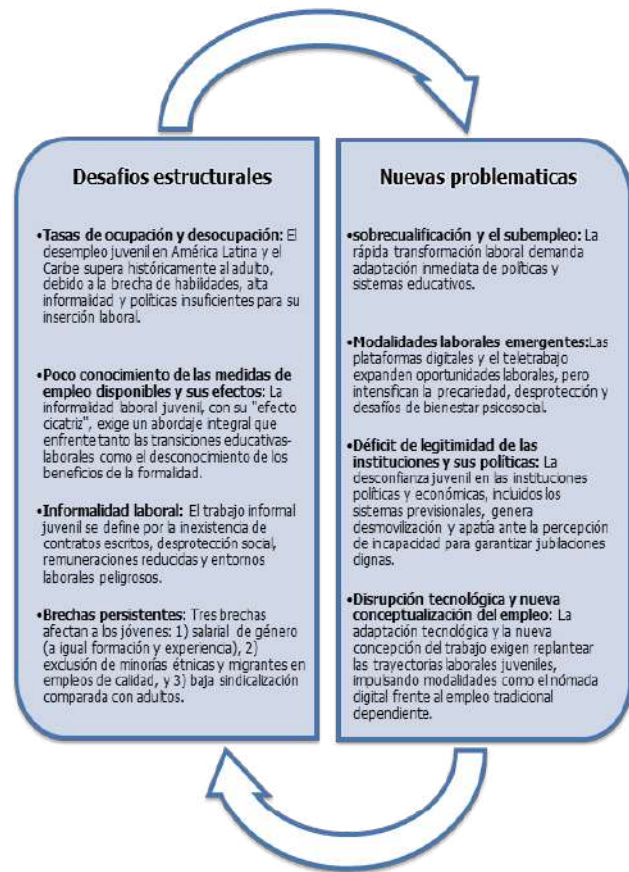 Desafios estructurales
•Tasas de ocupación y desocupación: El
desempleo juvenil en América Latina y el
Caribe supera históricamente al adulto,
debido a la brecha de habilidades, alta
informalidad y políticas insuficientes para su
inserción laboral.
•Poco conocimiento de las medidas de
empleo disponibles y sus efectos: La
informalidad laboral juvenil, con su "efecto
cicatriz", exige un abordaje integral que
enfrente tanto las transiciones educativas-
laborales como el desconocimiento de los
beneficios de la formalidad.
•Informalidad laboral: El trabajo informal
juvenil se define por la inexistencia de
contratos escritos, desprotección social,
remuneraciones reducidas y entornos
laborales peligrosos.
•Brechas persistentes: Tres brechas
afectan a los jóvenes: 1) salarial de género
(a igual formación y experiencia), 2)
exclusión de minorías étnicas y migrantes en
empleos de calidad, y 3) baja sindicalización
comparada con adultos.
Nuevas problematicas
•sobrecualificación y el subempleo: La
rápida transformación laboral demanda
adaptación inmediata de políticas y
sistemas educativos.
•Modalidades laborales emergentes:Las
plataformas digitales y el teletrabajo
expanden oportunidades laborales, pero
intensifican la precariedad, desprotección y
desafíos de bienestar psicosocial.
•Déficit de legitimidad de las
instituciones y sus políticas: La
desconfianza juvenil en las instituciones
políticas y económicas, incluidos los
sistemas previsionales, genera
desmovilización y apatía ante la percepción
de incapacidad para garantizar jubilaciones
dignas.
•Disrupción tecnológica y nueva
conceptualización del empleo: La
adaptación tecnológica y la nueva
concepción del trabajo exigen replantear
las trayectorias laborales juveniles,
impulsando modalidades como el nómada
digital frente al empleo tradicional
dependiente.